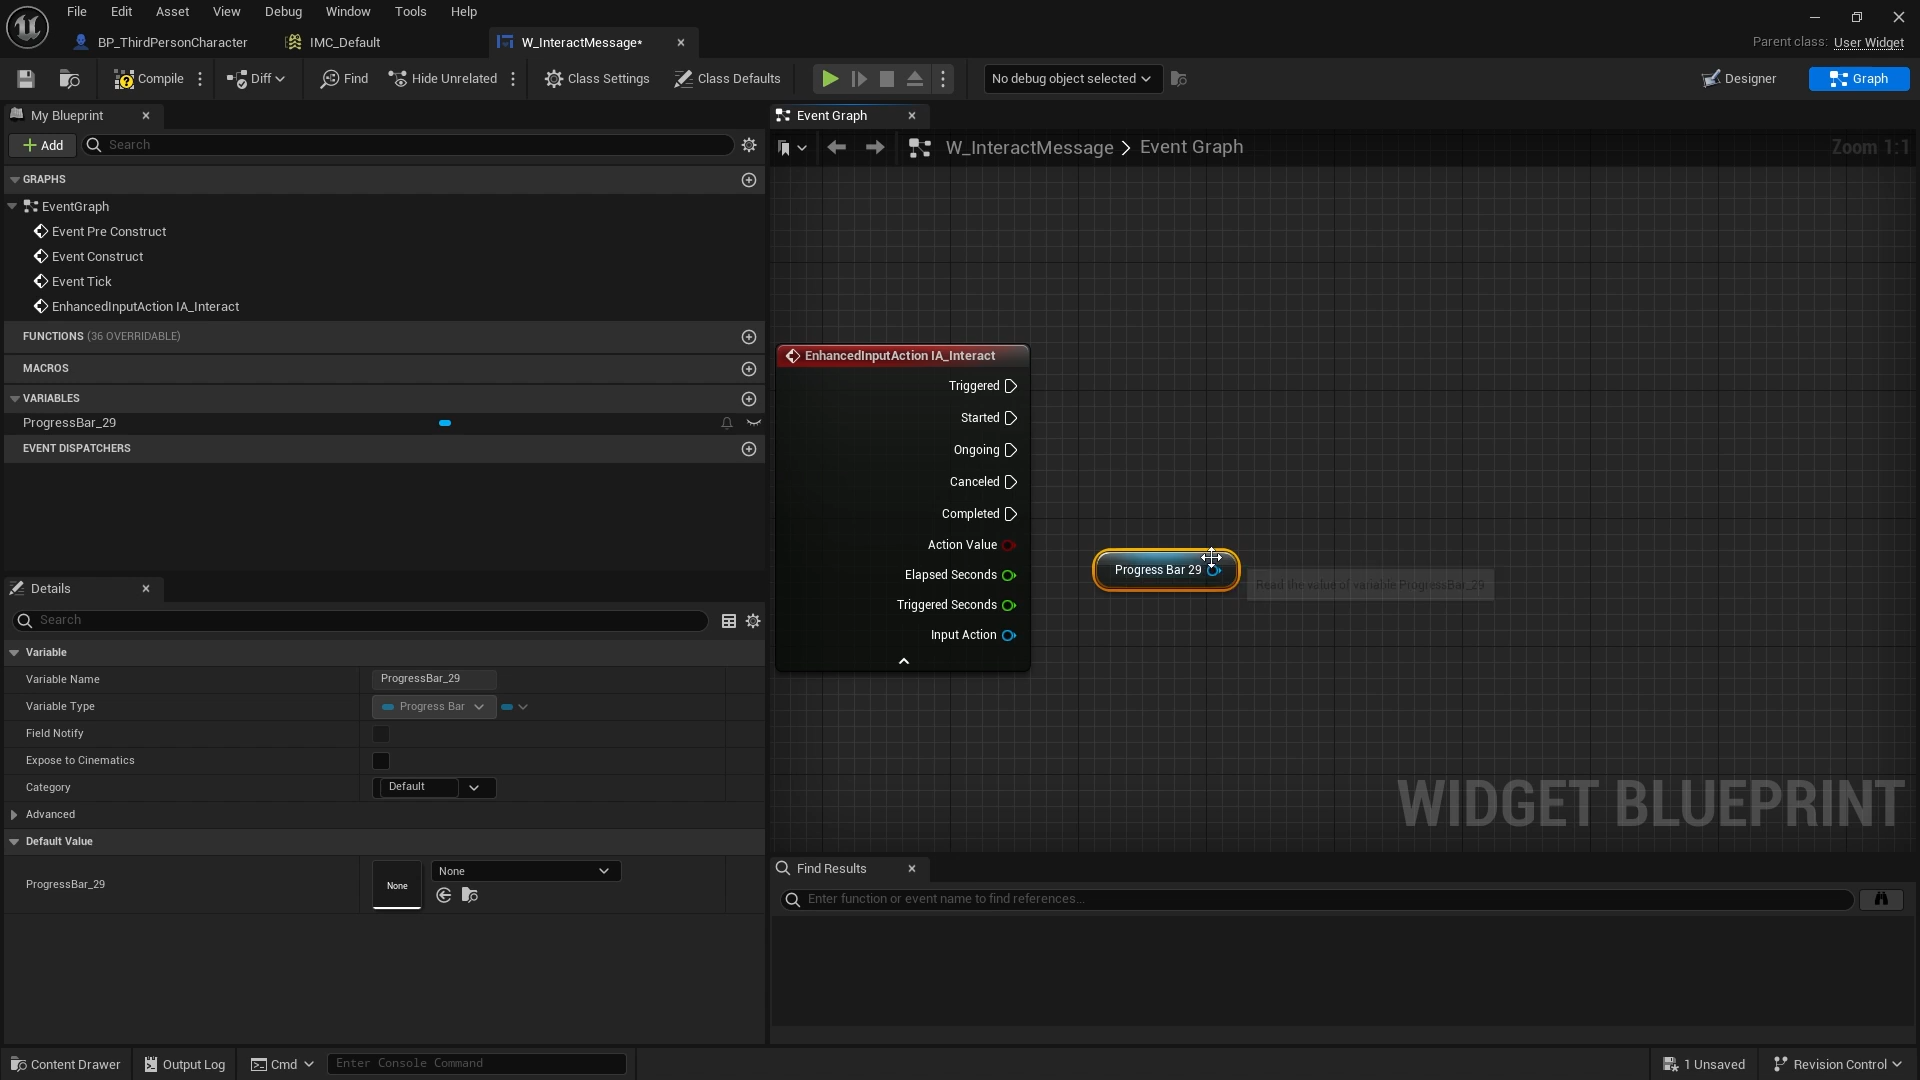 File Edit Asset View Debug Window Tools Help
BP_ThirdPersonCharacter IMC_Default W_InteractMessage* Parent class: User Widget
Compile Diff Find Hide Unrelated Class Settings Class Defaults No debug object selected Designer Graph
My Blueprint
Add Search
GRAPHS
EventGraph
Event Pre Construct
Event Construct
Event Tick
EnhancedInputAction IA_Interact
FUNCTIONS (36 OVERRIDABLE)
MACROS
VARIABLES
ProgressBar_29
EVENT DISPATCHERS
Details
Search
Variable
Variable Name ProgressBar_29
Variable Type Progress Bar
Field Notify
Expose to Cinematics
Category Default
Advanced
Default Value
ProgressBar_29 None None
Event Graph
W_InteractMessage > Event Graph Zoom 1:1
EnhancedInputAction IA_Interact
Triggered
Started
Ongoing
Canceled
Completed
Action Value
Elapsed Seconds
Triggered Seconds
Input Action
Progress Bar 29
Read the value of variable ProgressBar_29
WIDGET BLUEPRINT
Find Results
Enter function or event name to find references...
Content Drawer Output Log Cmd Enter Console Command 1 Unsaved Revision Control